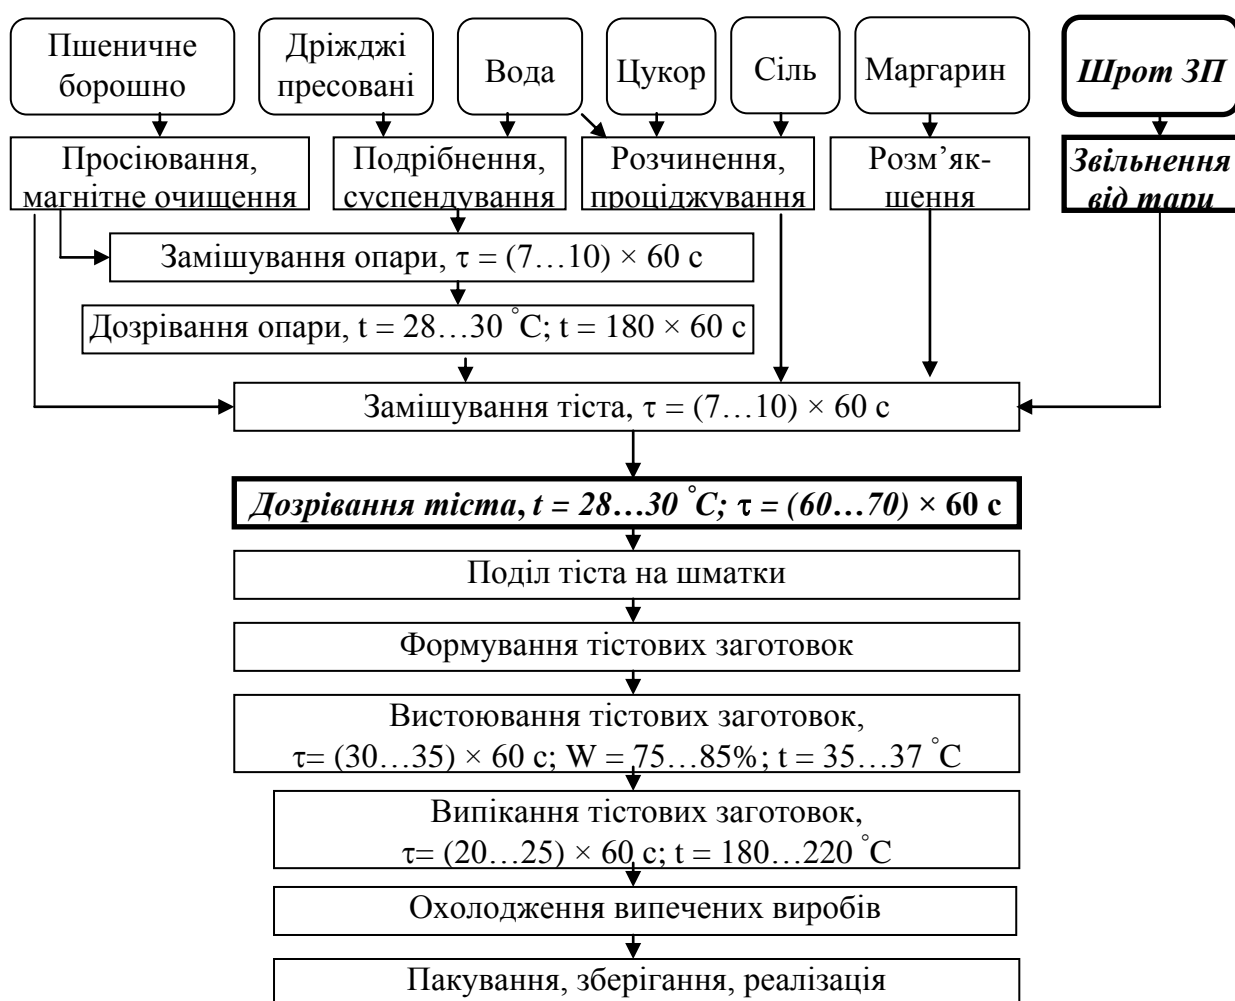 Пшеничне
борошно
Дріжджі
пресовані
Вода
Цукор
Сіль
Маргарин
Шрот ЗП
Просіювання,
магнітне очищення
Подрібнення,
суспендування
Розчинення,
проціджування
Розм’як-
шення
Звільнення
від тари
Замішування опари, τ = (7…10) × 60 с
Дозрівання опари, t = 28…30 °С; t = 180 × 60 с
Замішування тіста, τ = (7…10) × 60 с
Дозрівання тіста, t = 28…30 °С; τ = (60…70) × 60 с
Поділ тіста на шматки
Формування тістових заготовок
Вистоювання тістових заготовок,
τ= (30…35) × 60 с; W = 75…85%; t = 35…37 °С
Випікання тістових заготовок,
τ= (20…25) × 60 с; t = 180…220 °С
Охолодження випечених виробів
Пакування, зберігання, реалізація